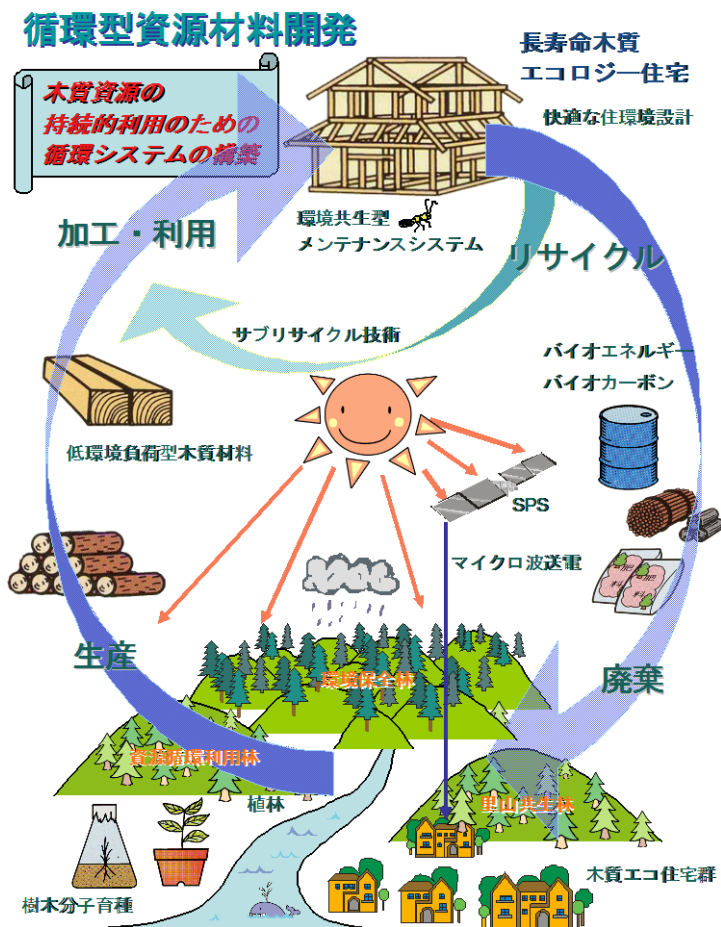 循環型資源材料開発
木質資源の
持続的利用のための
循環システムの構築
長寿命木質
エコロジー住宅
快適な住環境設計
加工・利用
環境共生型
メンテナンスシステム
リサイクル
サブリサイクル技術
バイオエネルギー
バイオカーボン
低環境負荷型木質材料
SPS
マイクロ波送電
肥料
肥料
生産
環境保全林
廃棄
資源循環利用林
植林
里山共生林
樹木分子育種
木質エコ住宅群